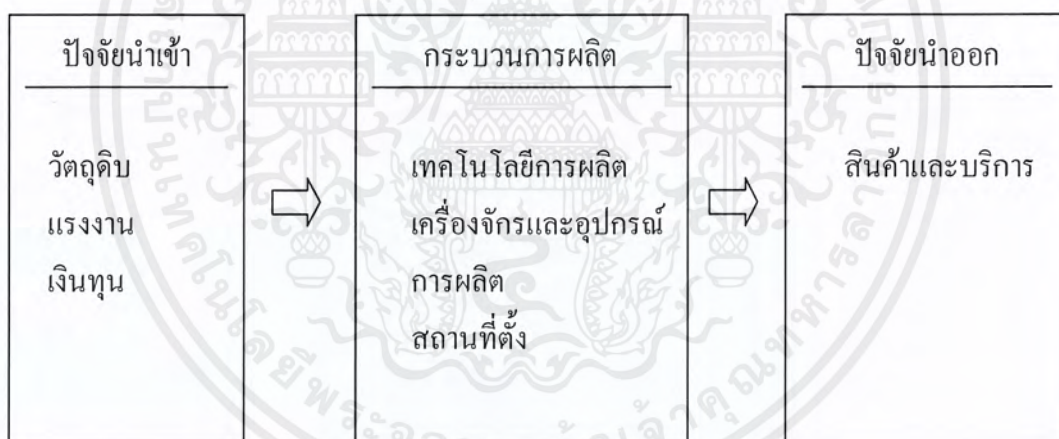 ปัจจัยนำเข้า
วัตถุดิบ
แรงงาน
เงินทุน
กระบวนการผลิต
เทคโนโลยีการผลิต
เครื่องจักรและอุปกรณ์
การผลิต
สถานที่ตั้ง
ปัจจัยนำออก
สินค้าและบริการ